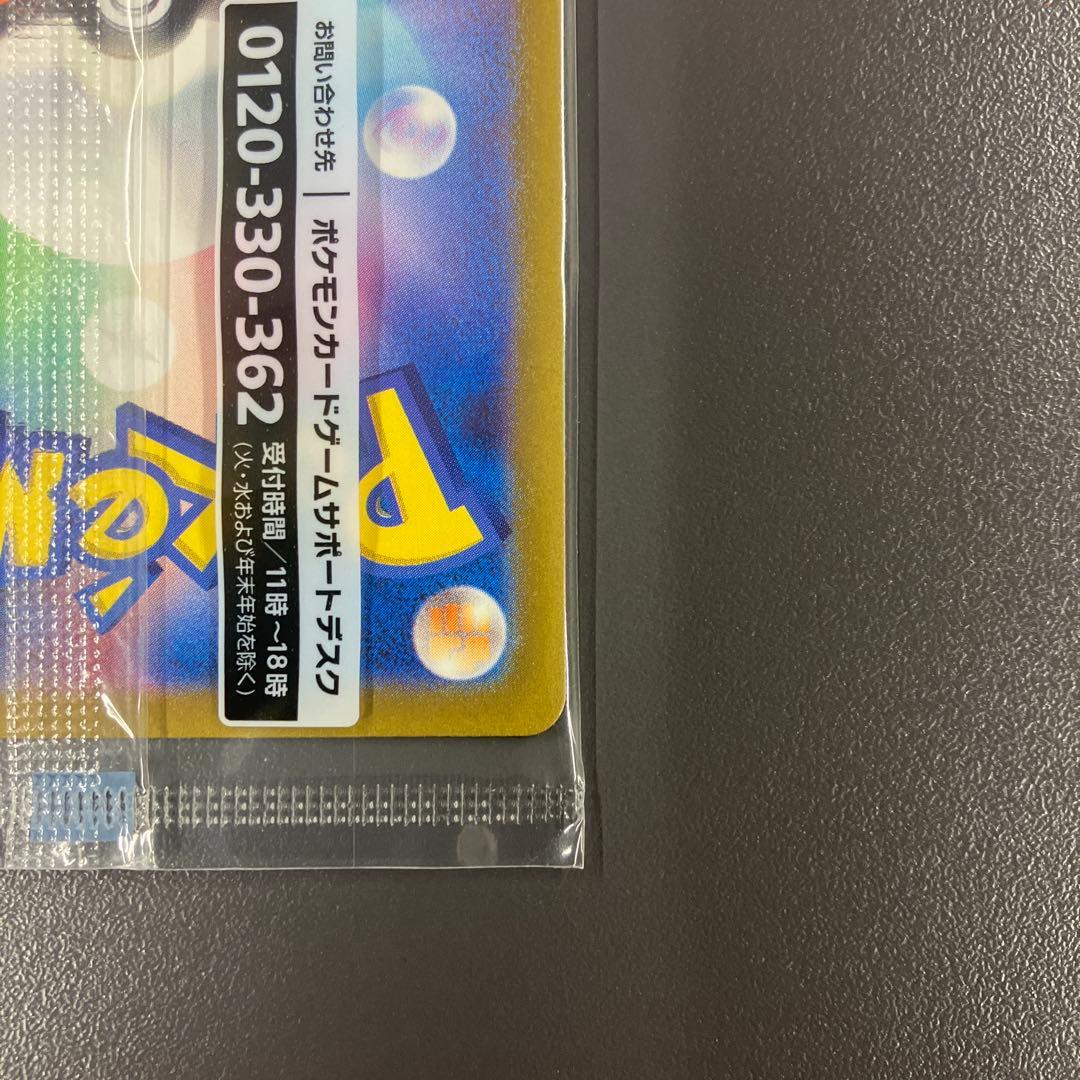 お問い合わせ先 | ポケモンカードゲームサポートデスク
0120-330-362 受付時間/11時~18時
(火・水および年末年始を除く)